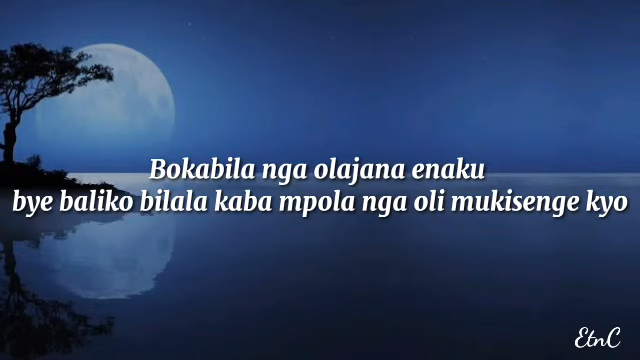 Bokabila nga olajana enaku
bye baliko bilala kaba mpola nga oli mukisenge kyo
EtnC